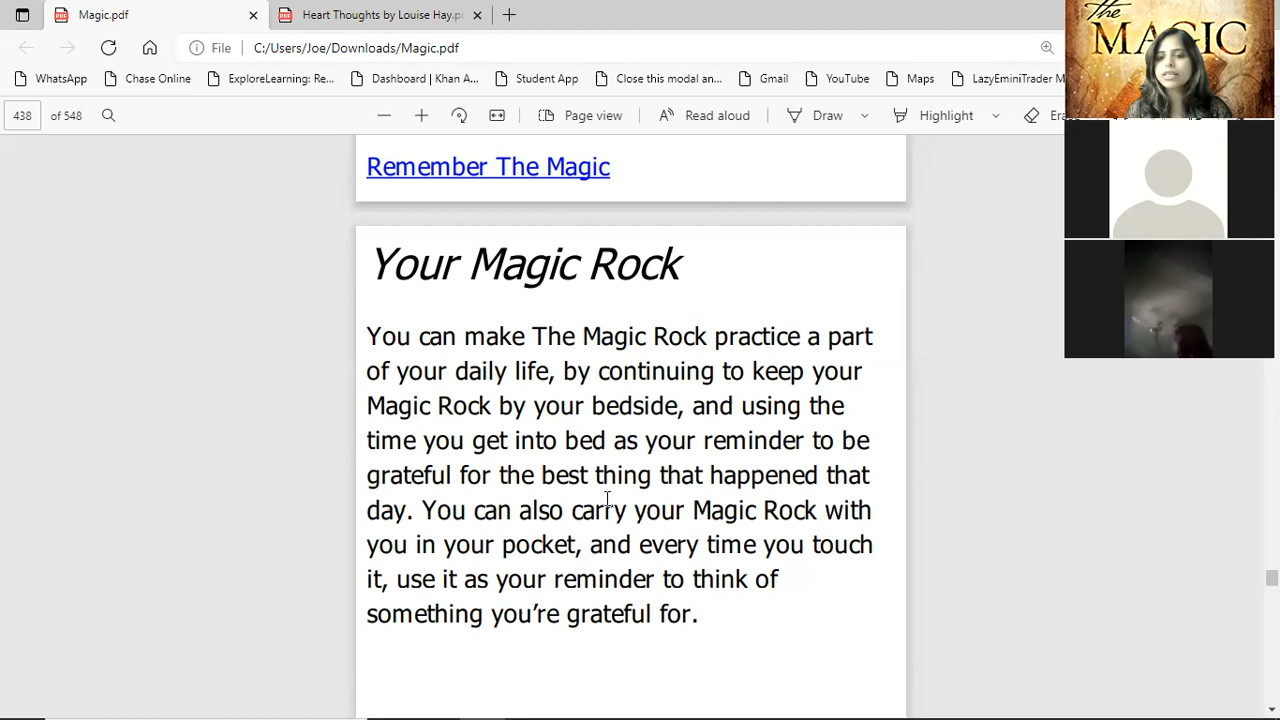 Magic.pdf
Heart Thoughts by Louise Hay.p
File C:/Users/Joe/Downloads/Magic.pdf
WhatsApp Chase Online ExploreLearning: Re... Dashboard | Khan A... Student App Close this modal an... Gmail YouTube Maps LazyEminiTrader M
438 of 548 Page view Read aloud Draw Highlight Era
The
MAGIC
Remember The Magic
Your Magic Rock
You can make The Magic Rock practice a part
of your daily life, by continuing to keep your
Magic Rock by your bedside, and using the
time you get into bed as your reminder to be
grateful for the best thing that happened that
day. You can also carry your Magic Rock with
you in your pocket, and every time you touch
it, use it as your reminder to think of
something you’re grateful for.